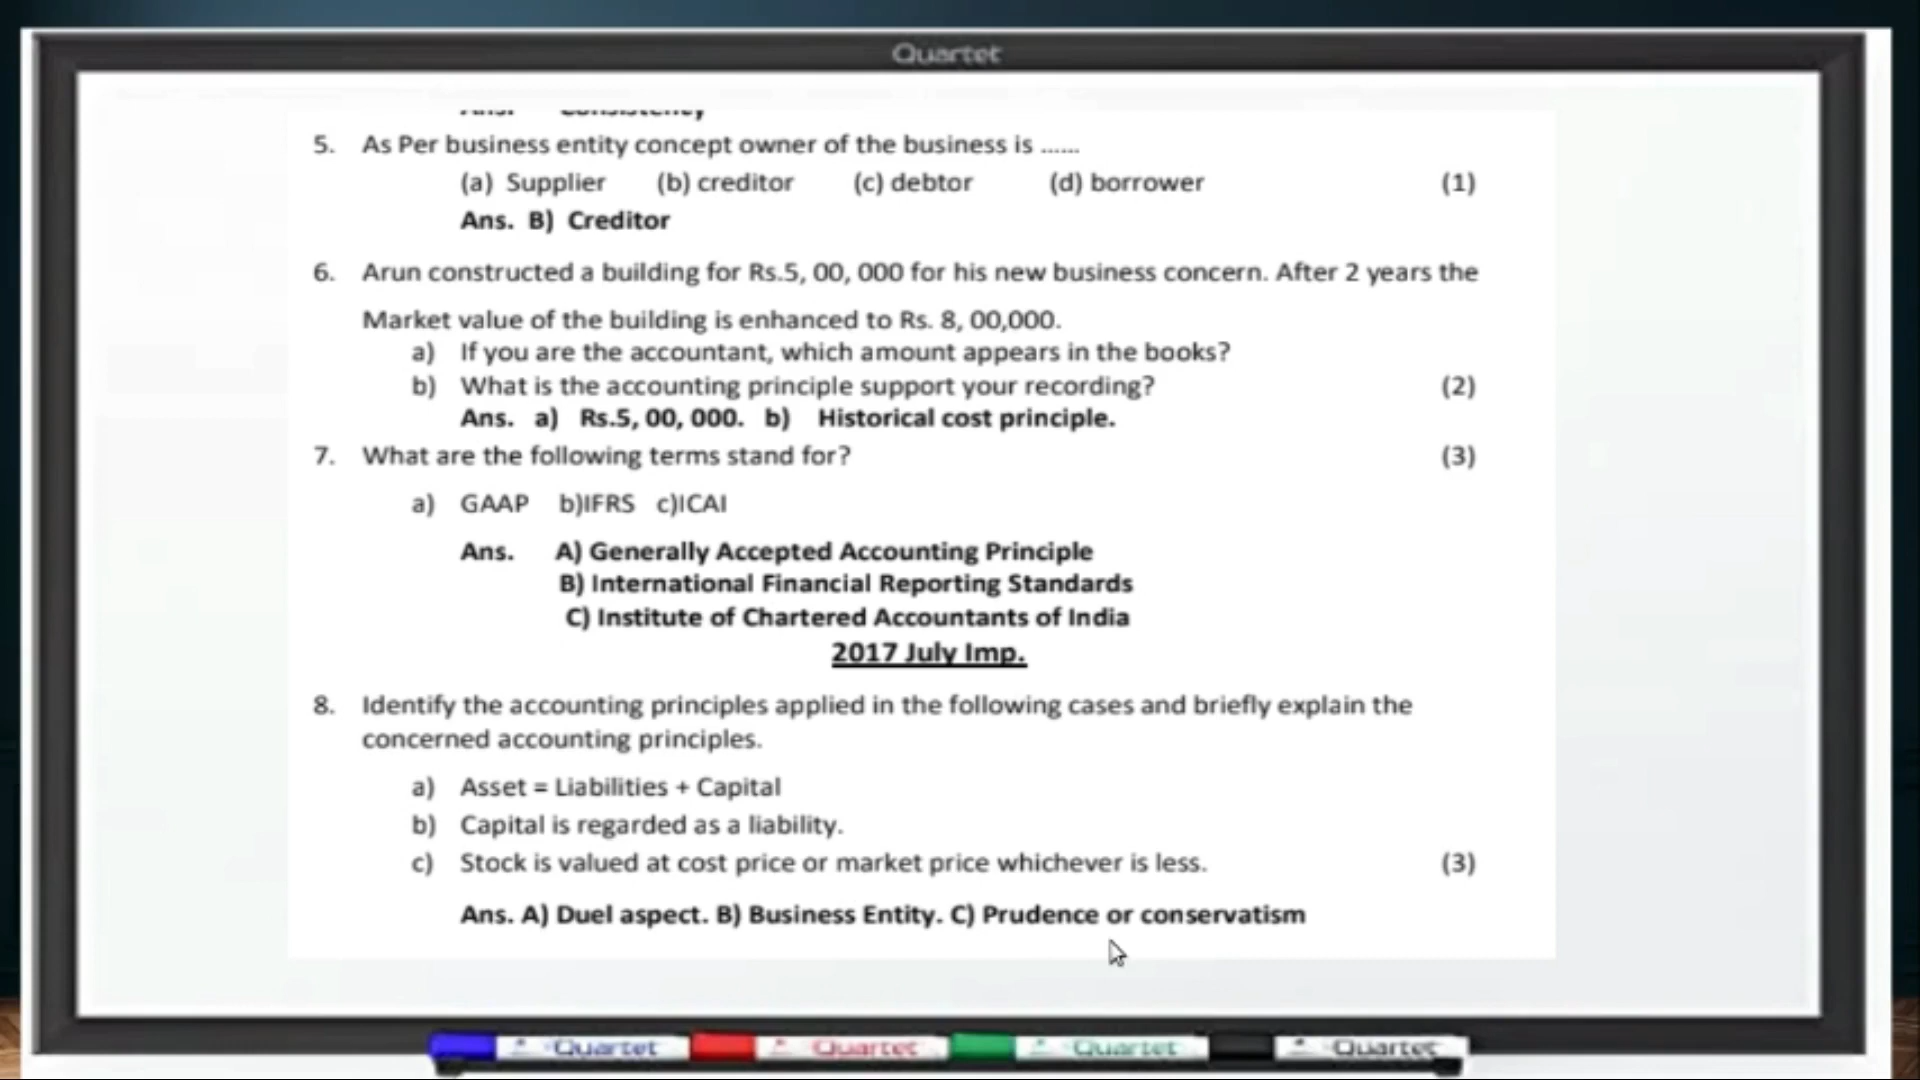 Quartet
Ans. Consistency
5. As Per business entity concept owner of the business is ......
(a) Supplier (b) creditor (c) debtor (d) borrower (1)
Ans. B) Creditor
6. Arun constructed a building for Rs.5, 00, 000 for his new business concern. After 2 years the
Market value of the building is enhanced to Rs. 8, 00,000.
a) If you are the accountant, which amount appears in the books?
b) What is the accounting principle support your recording? (2)
Ans. a) Rs.5, 00, 000. b) Historical cost principle.
7. What are the following terms stand for? (3)
a) GAAP b)IFRS c)ICAI
Ans. A) Generally Accepted Accounting Principle
B) International Financial Reporting Standards
C) Institute of Chartered Accountants of India
2017 July Imp.
8. Identify the accounting principles applied in the following cases and briefly explain the
concerned accounting principles.
a) Asset = Liabilities + Capital
b) Capital is regarded as a liability.
c) Stock is valued at cost price or market price whichever is less. (3)
Ans. A) Duel aspect. B) Business Entity. C) Prudence or conservatism
Quartet Quartet Quartet Quartet